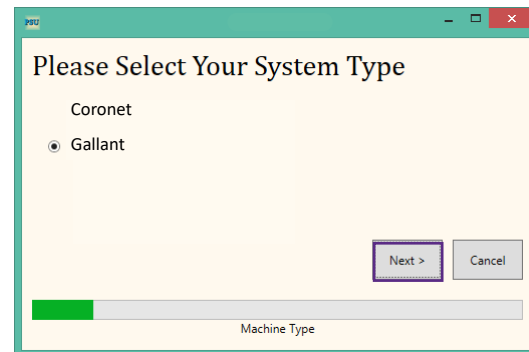 PSU
Please Select Your System Type
Coronet
Gallant
Next >
Cancel
Machine Type